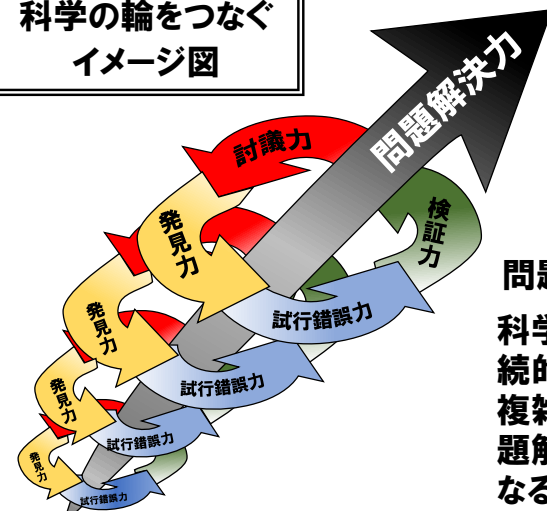 科学の輪をつなぐ
イメージ図
問題解決力
討議力
検証力
発見力
試行錯誤力
発見力
試行錯誤力
発見力
試行錯誤力
発見力
試行錯誤力
問題
科学
続的
複雑
題解
なる